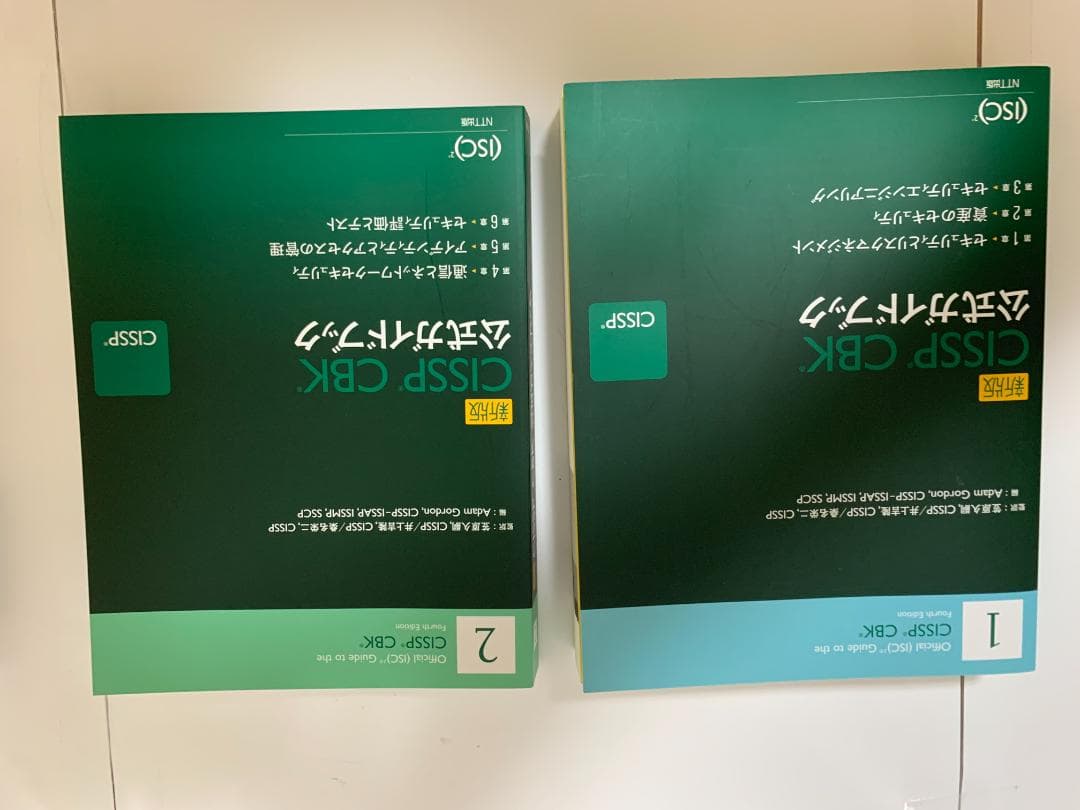 1
Official (ISC)²® Guide to the
CISSP® CBK®
Fourth Edition
監訳：笠原久嗣, CISSP／井上吉隆, CISSP／桑名栄二, CISSP
編：Adam Gordon, CISSP-ISSAP, ISSMP, SSCP
新版
CISSP® CBK®
公式ガイドブック
CISSP®
第1章▸セキュリティとリスクマネジメント
第2章▸資産のセキュリティ
第3章▸セキュリティエンジニアリング
(ISC)²
NTT出版
2
Official (ISC)²® Guide to the
CISSP® CBK®
Fourth Edition
監訳：笠原久嗣, CISSP／井上吉隆, CISSP／桑名栄二, CISSP
編：Adam Gordon, CISSP-ISSAP, ISSMP, SSCP
新版
CISSP® CBK®
公式ガイドブック
CISSP®
第4章▸通信とネットワークセキュリティ
第5章▸アイデンティティとアクセスの管理
第6章▸セキュリティ評価とテスト
(ISC)²
NTT出版